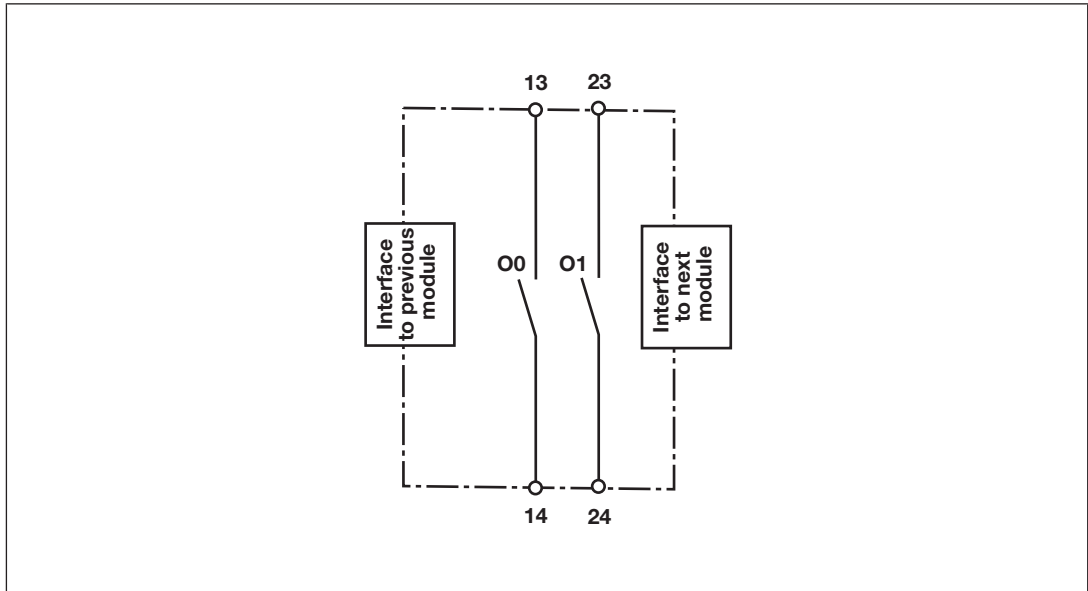 13
23
Interface
to previous
module
O0
O1
Interface
to next
module
14
24